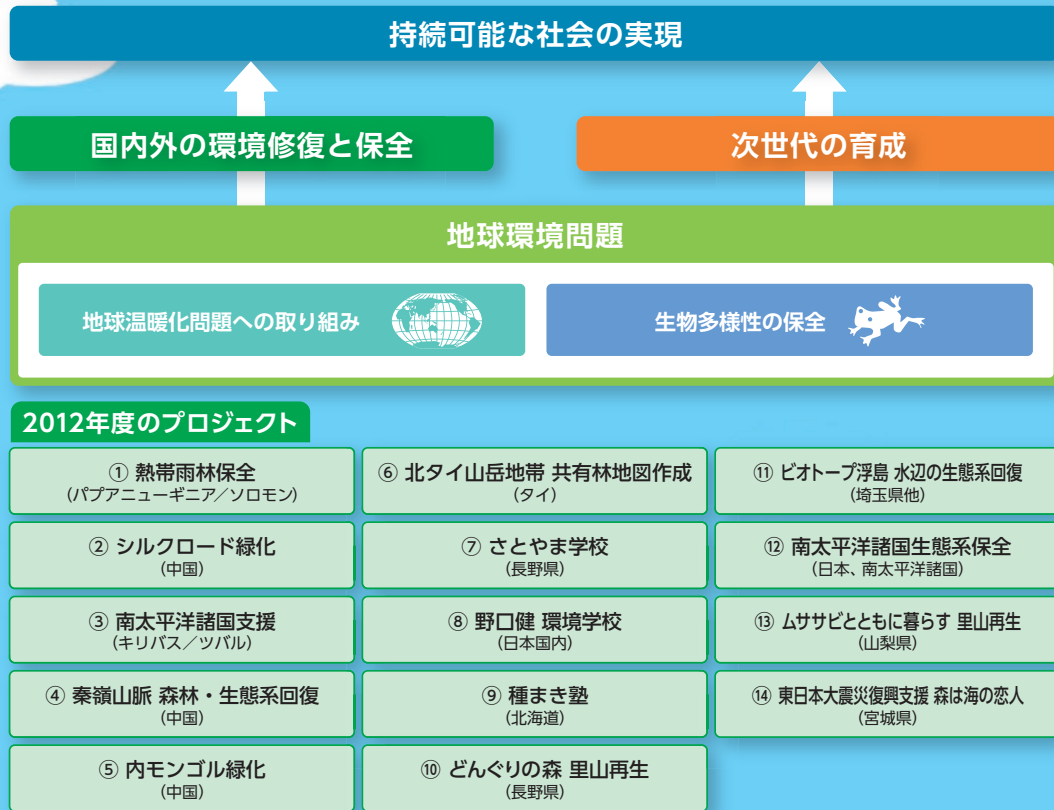 持続可能な社会の実現
国内外の環境修復と保全
次世代の育成
地球環境問題
地球温暖化問題への取り組み
生物多様性の保全
2012年度のプロジェクト
① 熱帯雨林保全
(パプアニューギニア／ソロモン)
② シルクロード緑化
(中国)
③ 南太平洋諸国支援
(キリバス／ツバル)
④ 秦嶺山脈 森林・生態系回復
(中国)
⑤ 内モンゴル緑化
(中国)
⑥ 北タイ山岳地帯 共有林地図作成
(タイ)
⑦ さとやま学校
(長野県)
⑧ 野口健 環境学校
(日本国内)
⑨ 種まき塾
(北海道)
⑩ どんぐりの森 里山再生
(長野県)
⑪ ビオトープ浮島 水辺の生態系回復
(埼玉県他)
⑫ 南太平洋諸国生態系保全
(日本、南太平洋諸国)
⑬ ムササビとともに暮らす 里山再生
(山梨県)
⑭ 東日本大震災復興支援 森は海の恋人
(宮城県)